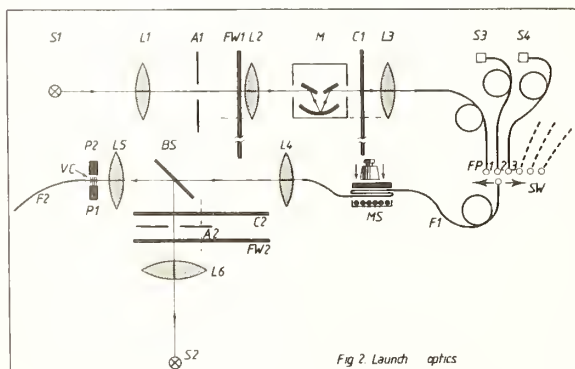 S1 L1 A1 FW1 L2 M C1 L3 S3 S4
P2 L5 BS L4 FP 1 2 3
VC SW
F2 P1 MS F1
C2
A2
FW2
L6
S2
Fig 2. Launch optics